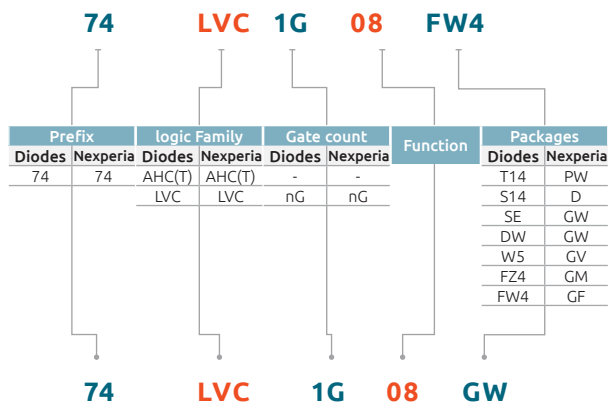 74 LVC 1G 08 FW4
Prefix logic Family Gate count Function Packages
Diodes Nexperia Diodes Nexperia Diodes Nexperia Diodes Nexperia
74 74 AHC(T) AHC(T) - - T14 PW
LVC LVC nG nG S14 D
SE GW
DW GW
W5 GV
FZ4 GM
FW4 GF
74 LVC 1G 08 GW